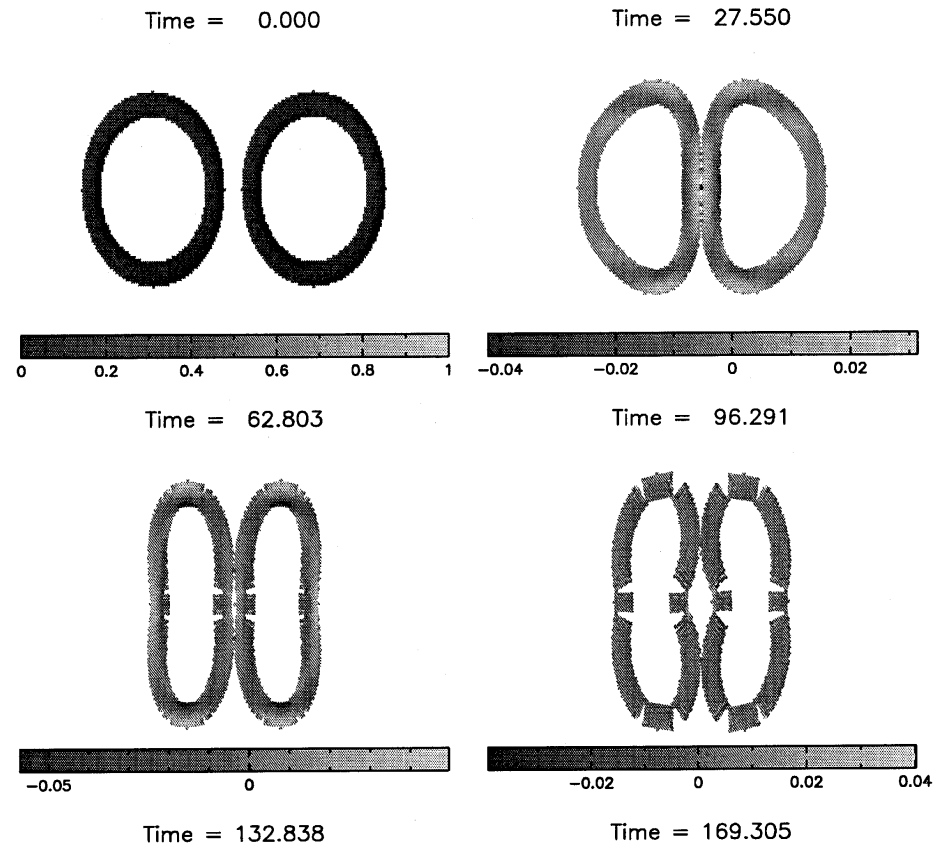 Time = 0.000
Time = 27.550
0 0.2 0.4 0.6 0.8 1
−0.04 −0.02 0 0.02
Time = 62.803
Time = 96.291
−0.05 0
−0.02 0 0.02 0.04
Time = 132.838
Time = 169.305